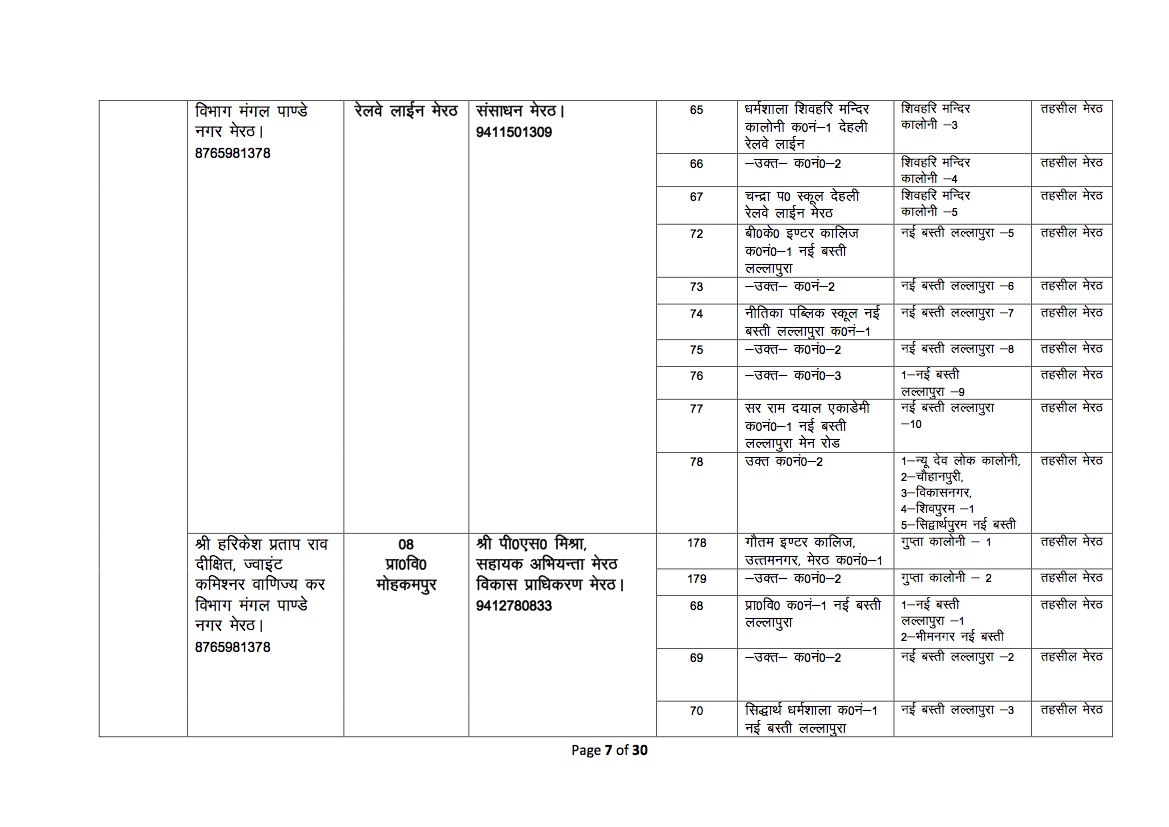 विभाग मंगल पाण्डे
नगर मेरठ।
8765981378
रेलवे लाईन मेरठ
संसाधन मेरठ।
9411501309
65
धर्मशाला शिवहरि मन्दिर
कालोनी क0नं–1 देहली
रेलवे लाईन
शिवहरि मन्दिर
कालोनी –3
तहसील मेरठ
66
–उक्त– क0नं0–2
शिवहरि मन्दिर
कालोनी –4
तहसील मेरठ
67
चन्द्रा प0 स्कूल देहली
रेलवे लाईन मेरठ
शिवहरि मन्दिर
कालोनी –5
तहसील मेरठ
72
बी0के0 इण्टर कालिज
क0नं0–1 नई बस्ती
लल्लापुरा
नई बस्ती लल्लापुरा –5
तहसील मेरठ
73
–उक्त– क0नं–2
नई बस्ती लल्लापुरा –6
तहसील मेरठ
74
नीतिका पब्लिक स्कूल नई
बस्ती लल्लापुरा क0नं–1
नई बस्ती लल्लापुरा –7
तहसील मेरठ
75
–उक्त– क0नं0–2
नई बस्ती लल्लापुरा –8
तहसील मेरठ
76
–उक्त– क0नं0–3
1–नई बस्ती
लल्लापुरा –9
तहसील मेरठ
77
सर राम दयाल एकाडेमी
क0नं0–1 नई बस्ती
लल्लापुरा मेन रोड
नई बस्ती लल्लापुरा
–10
तहसील मेरठ
78
उक्त क0नं0–2
1–न्यू देव लोक कालोनी,
2–चौहानपुरी,
3–विकासनगर,
4–शिवपुरम –1
5–सिद्वार्थपुरम नई बस्ती
तहसील मेरठ
श्री हरिकेश प्रताप राव
दीक्षित, ज्वाइंट
कमिश्नर वाणिज्य कर
विभाग मंगल पाण्डे
नगर मेरठ।
8765981378
08
प्रा0वि0
मोहकमपुर
श्री पी0एस0 मिश्रा,
सहायक अभियन्ता मेरठ
विकास प्राधिकरण मेरठ।
9412780833
178
गौतम इण्टर कालिज,
उत्तमनगर, मेरठ क0नं0–1
गुप्ता कालोनी – 1
तहसील मेरठ
179
–उक्त– क0नं0–2
गुप्ता कालोनी – 2
तहसील मेरठ
68
प्रा0वि0 क0नं–1 नई बस्ती
लल्लापुरा
1–नई बस्ती
लल्लापुरा –1
2–भीमनगर नई बस्ती
तहसील मेरठ
69
–उक्त– क0नं0–2
नई बस्ती लल्लापुरा –2
तहसील मेरठ
70
सिद्धार्थ धर्मशाला क0नं–1
नई बस्ती लल्लापुरा
नई बस्ती लल्लापुरा –3
तहसील मेरठ
Page 7 of 30